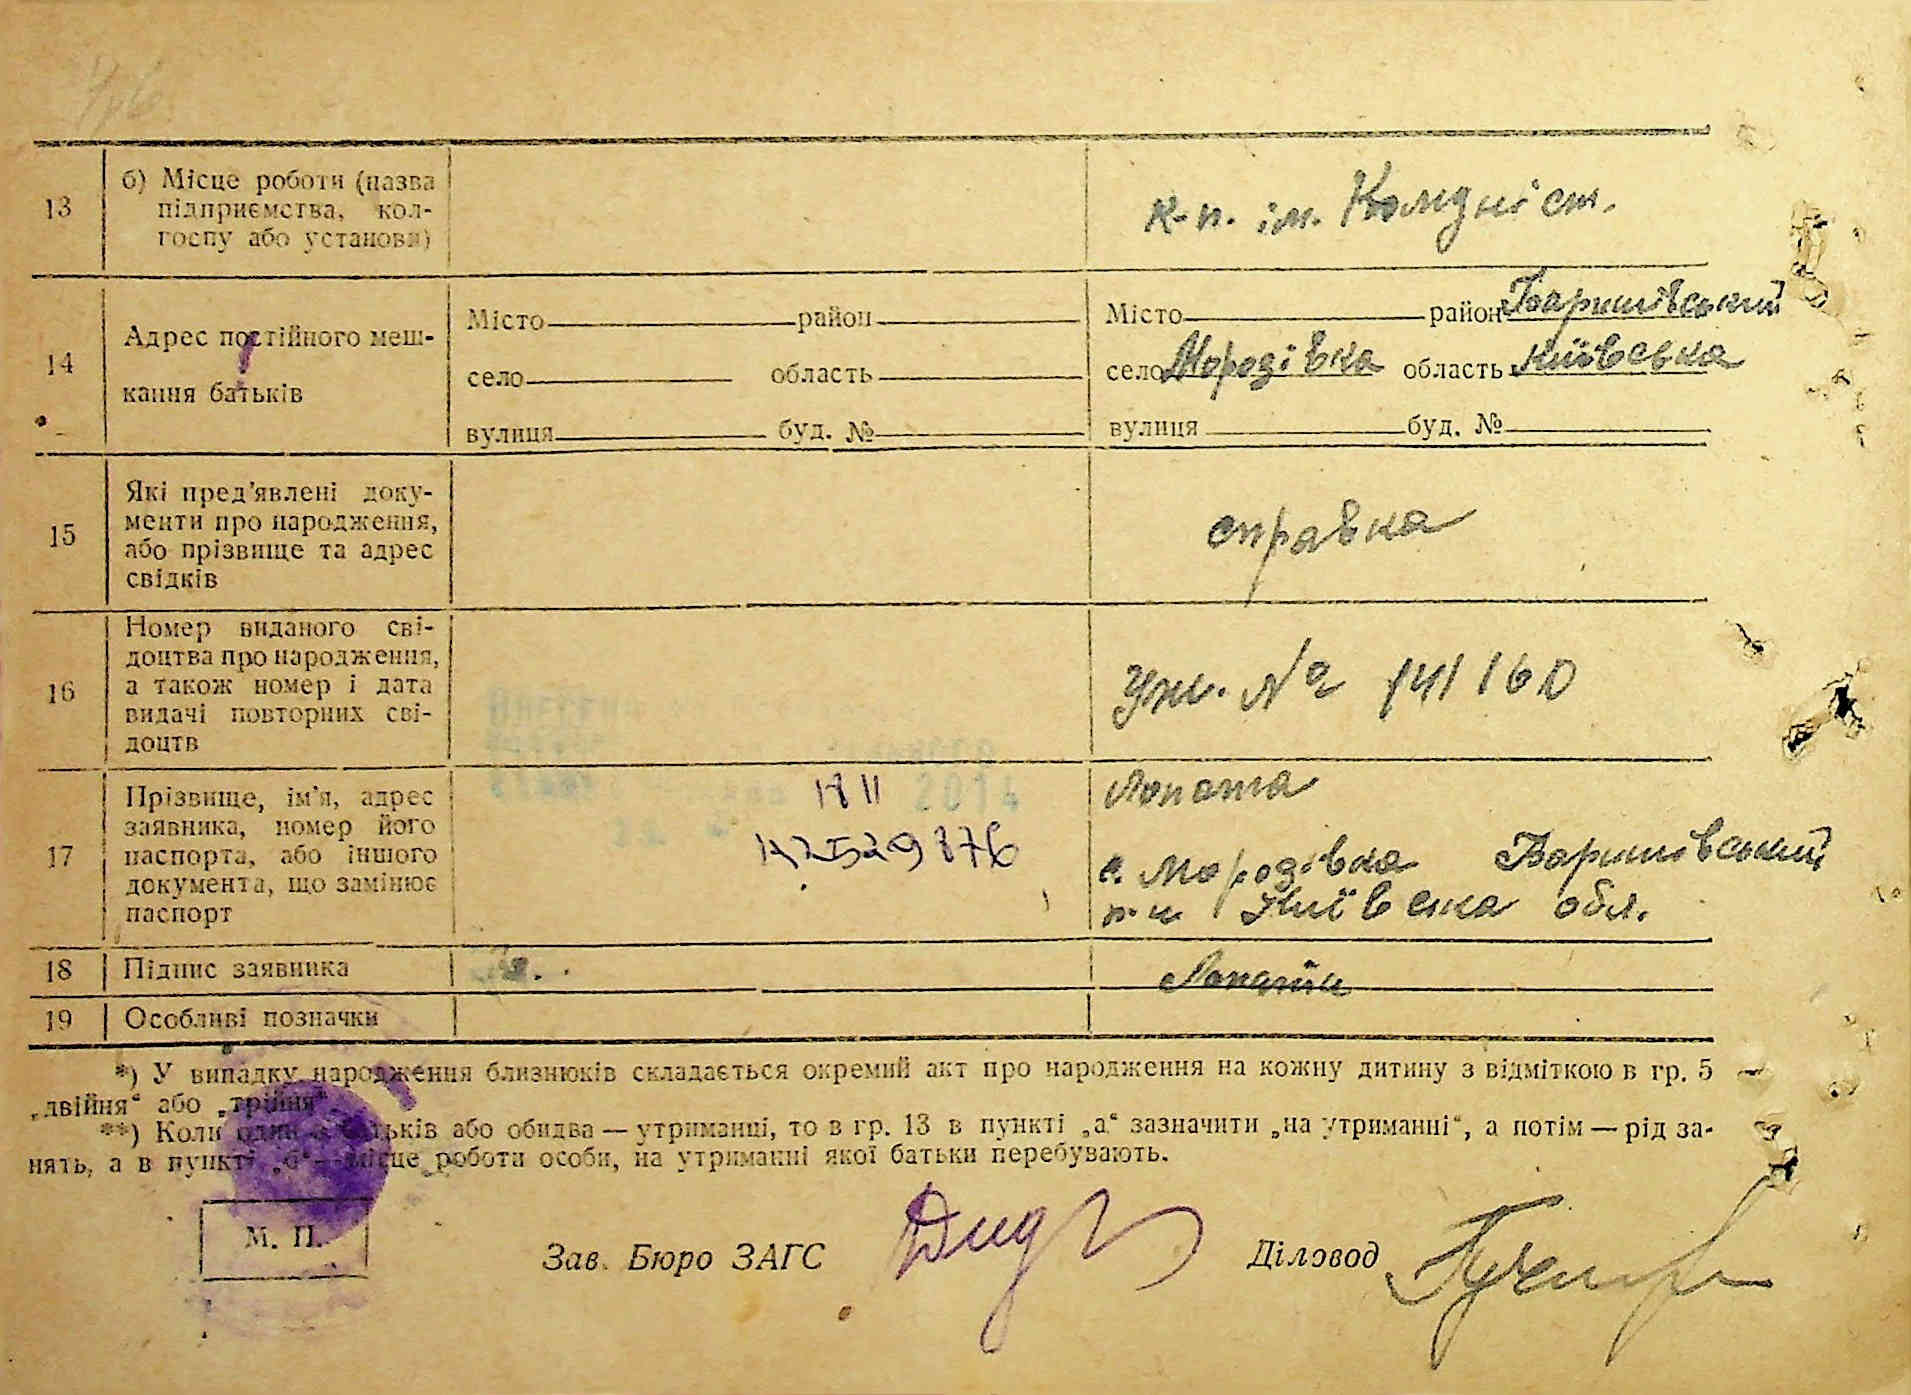 13 б) Місце роботи (назва
підприємства, кол-
госпу або установи)
к-п. ім. Комуніст.
14 Адрес постійного меш-
кання батьків
Місто район Місто район Баришівський
село область село Морозівка область Київська
вулиця буд. № вулиця буд. №
15 Які пред'явлені доку-
менти про народження,
або прізвище та адрес
свідків
справка
16 Номер виданого сві-
доцтва про народження,
а також номер і дата
видачі повторних сві-
доцтв
№ 141160
17 Прізвище, ім'я, адрес
заявника, номер його
паспорта, або іншого
документа, що замінює
паспорт
2014
Лопата
с. Морозівка Баришівський
р-н Київська обл.
18 Підпис заявника
19 Особливі позначки
*) У випадку народження близнюків складається окремий акт про народження на кожну дитину з відміткою в гр. 5
„двійня“ або „трійня“.
**) Коли один з батьків або обидва — утриманці, то в гр. 13 в пункті „а“ зазначити „на утриманні“, а потім — рід за-
нять, а в пункті „б“ — місце роботи особи, на утриманні якої батьки перебувають.
М. П.
Зав. Бюро ЗАГС Діловод